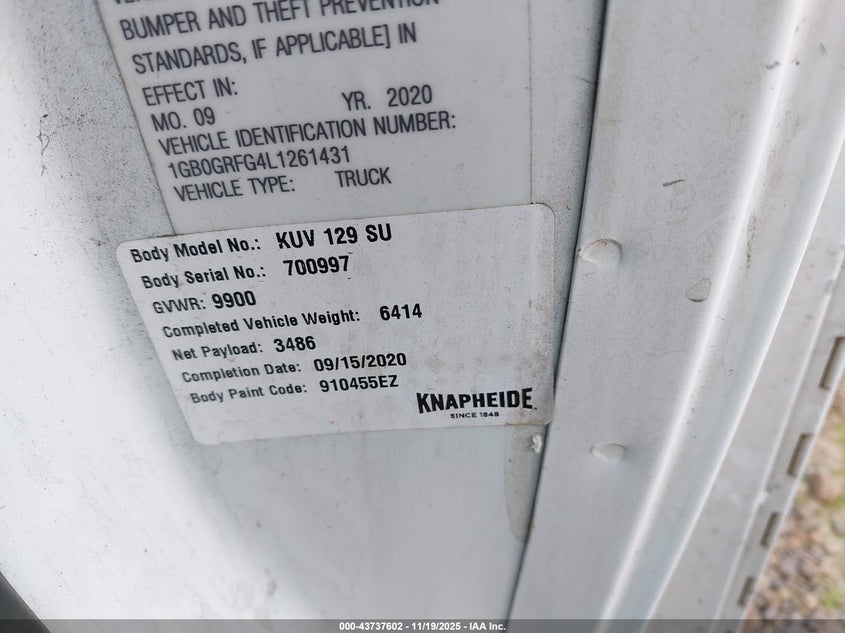 BUMPER AND THEFT PREVENTION
STANDARDS, IF APPLICABLE] IN
EFFECT IN:
MO. 09 YR. 2020
VEHICLE IDENTIFICATION NUMBER:
1GB0GRFG4L1261431
VEHICLE TYPE: TRUCK
Body Model No.: KUV 129 SU
Body Serial No.: 700997
GVWR: 9900
Completed Vehicle Weight: 6414
Net Payload: 3486
Completion Date: 09/15/2020
Body Paint Code: 910455EZ
KNAPHEIDE
SINCE 1848
000-43737602 - 11/19/2025 - IAA Inc.